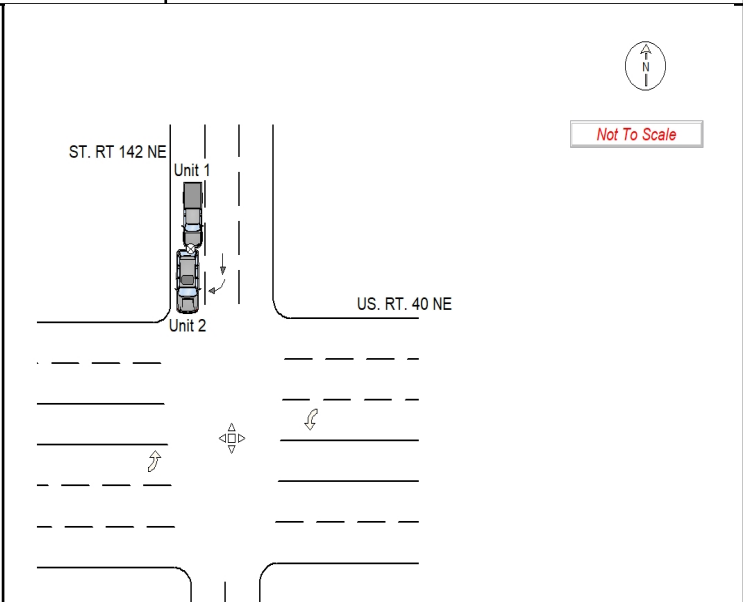 N
Not To Scale
ST. RT 142 NE
Unit 1
US. RT. 40 NE
Unit 2